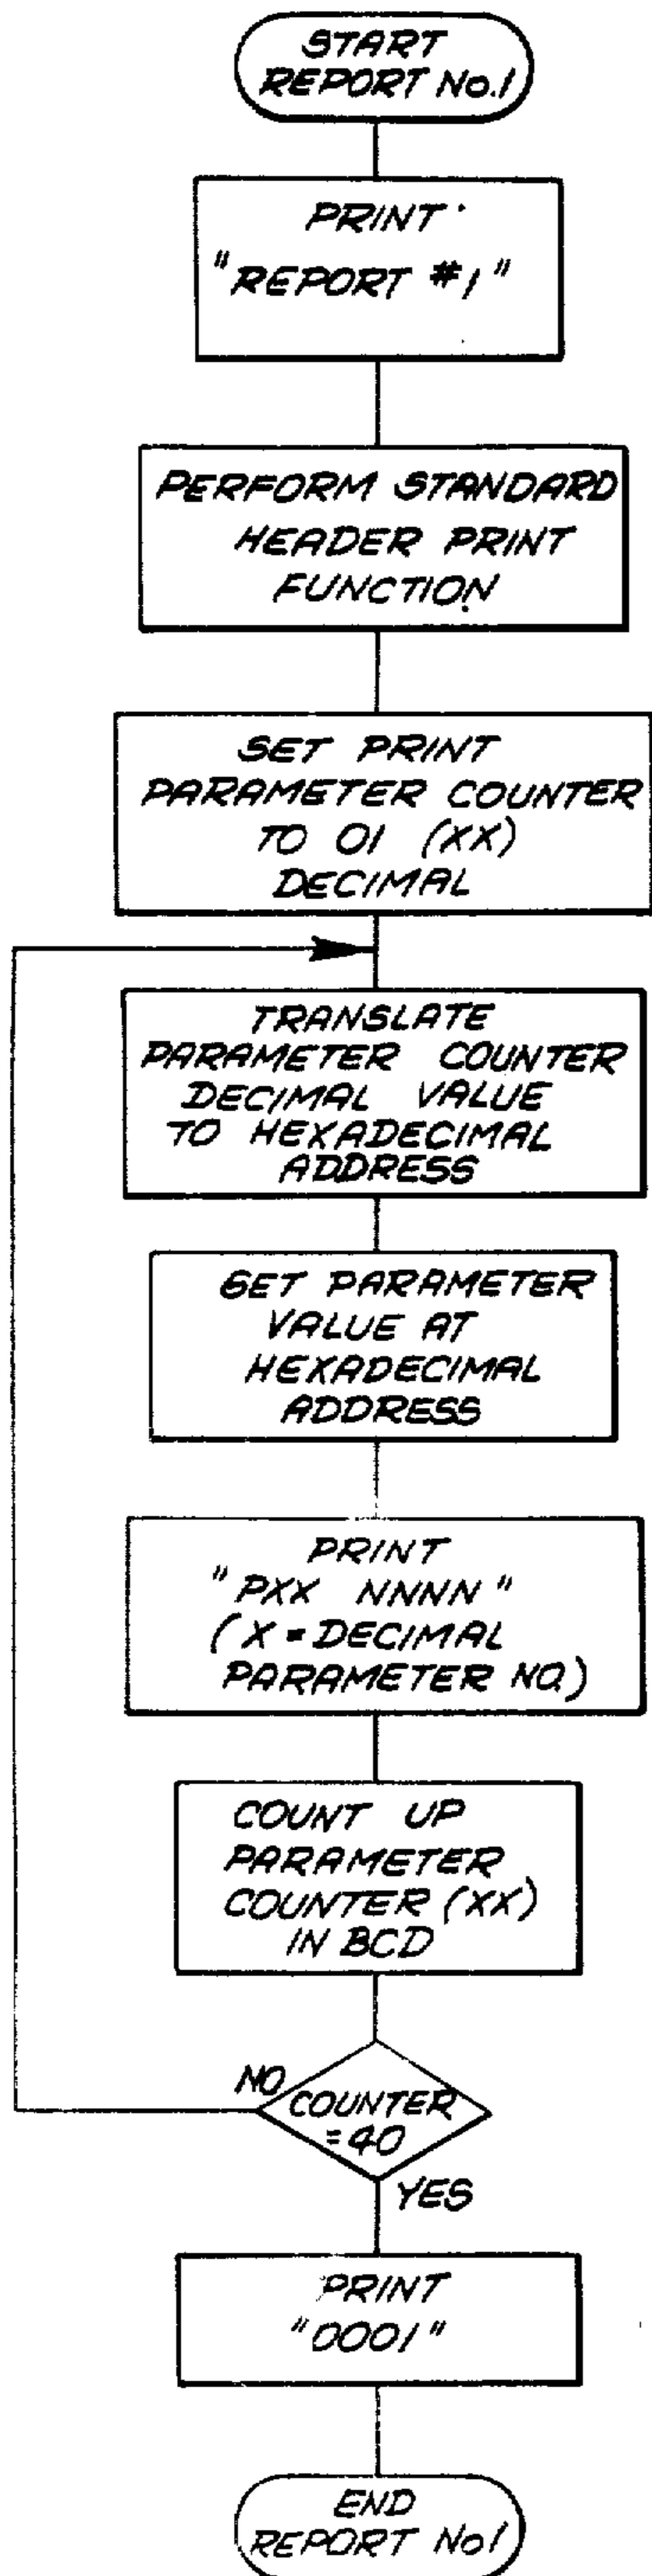 START
REPORT No.1
PRINT
"REPORT #1"
PERFORM STANDARD
HEADER PRINT
FUNCTION
SET PRINT
PARAMETER COUNTER
TO 01 (XX)
DECIMAL
TRANSLATE
PARAMETER COUNTER
DECIMAL VALUE
TO HEXADECIMAL
ADDRESS
GET PARAMETER
VALUE AT
HEXADECIMAL
ADDRESS
PRINT
"PXX NNNN"
(X = DECIMAL
PARAMETER NO.)
COUNT UP
PARAMETER
COUNTER (XX)
IN BCD
NO
COUNTER
=40
YES
PRINT
"0001"
END
REPORT No1